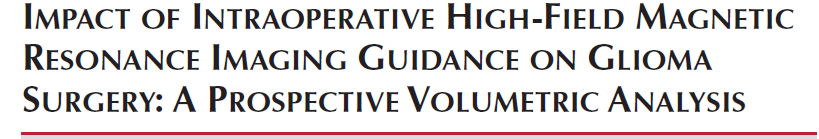 IMPACT OF INTRAOPERATIVE HIGH-FIELD MAGNETIC
RESONANCE IMAGING GUIDANCE ON GLIOMA
SURGERY: A PROSPECTIVE VOLUMETRIC ANALYSIS